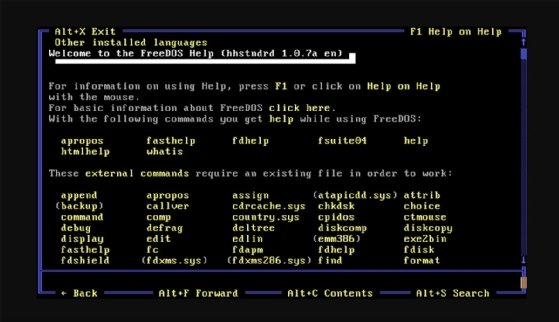 Alt+X Exit F1 Help on Help
Other installed languages
Welcome to the FreeDOS Help (hhstndrd 1.0.7a en)
For information on using Help, press F1 or click on Help on Help
with the mouse.
For basic information about FreeDOS click here.
With the following commands you get help while using FreeDOS:
apropos fasthelp fdhelp fsuite04 help
htmlhelp whatis
These external commands require an existing file in order to work:
append apropos assign (atapicdd.sys) attrib
(backup) callver cdrcache.sys chkdsk choice
command comp country.sys cpidos ctmouse
debug defrag deltree diskcomp diskcopy
display edit edlin (emm386) exe2bin
fasthelp fc fdapm fdhelp fdisk
fdshield (fdxms.sys) (fdxms286.sys) find format
← Back Alt+F Forward Alt+C Contents Alt+S Search